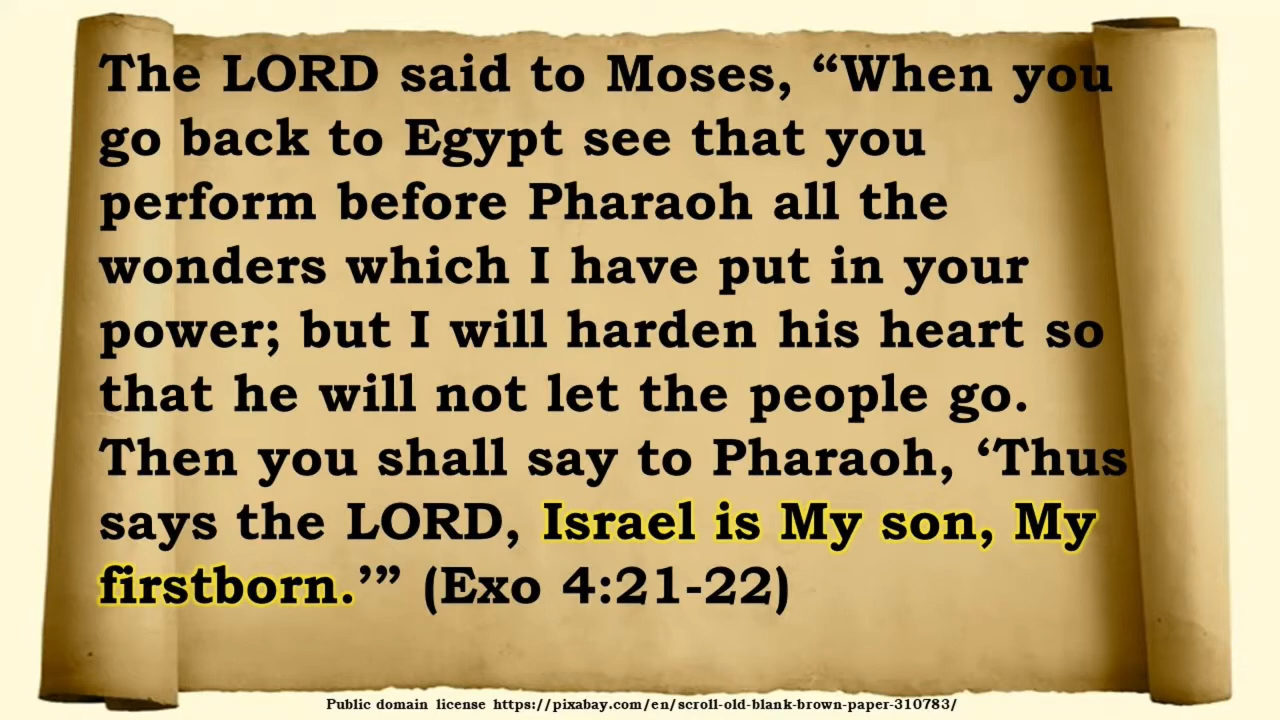 The LORD said to Moses, “When you
go back to Egypt see that you
perform before Pharaoh all the
wonders which I have put in your
power; but I will harden his heart so
that he will not let the people go.
Then you shall say to Pharaoh, ‘Thus
says the LORD, Israel is My son, My
firstborn.’” (Exo 4:21-22)
Public domain license https://pixabay.com/en/scroll-old-blank-brown-paper-310783/